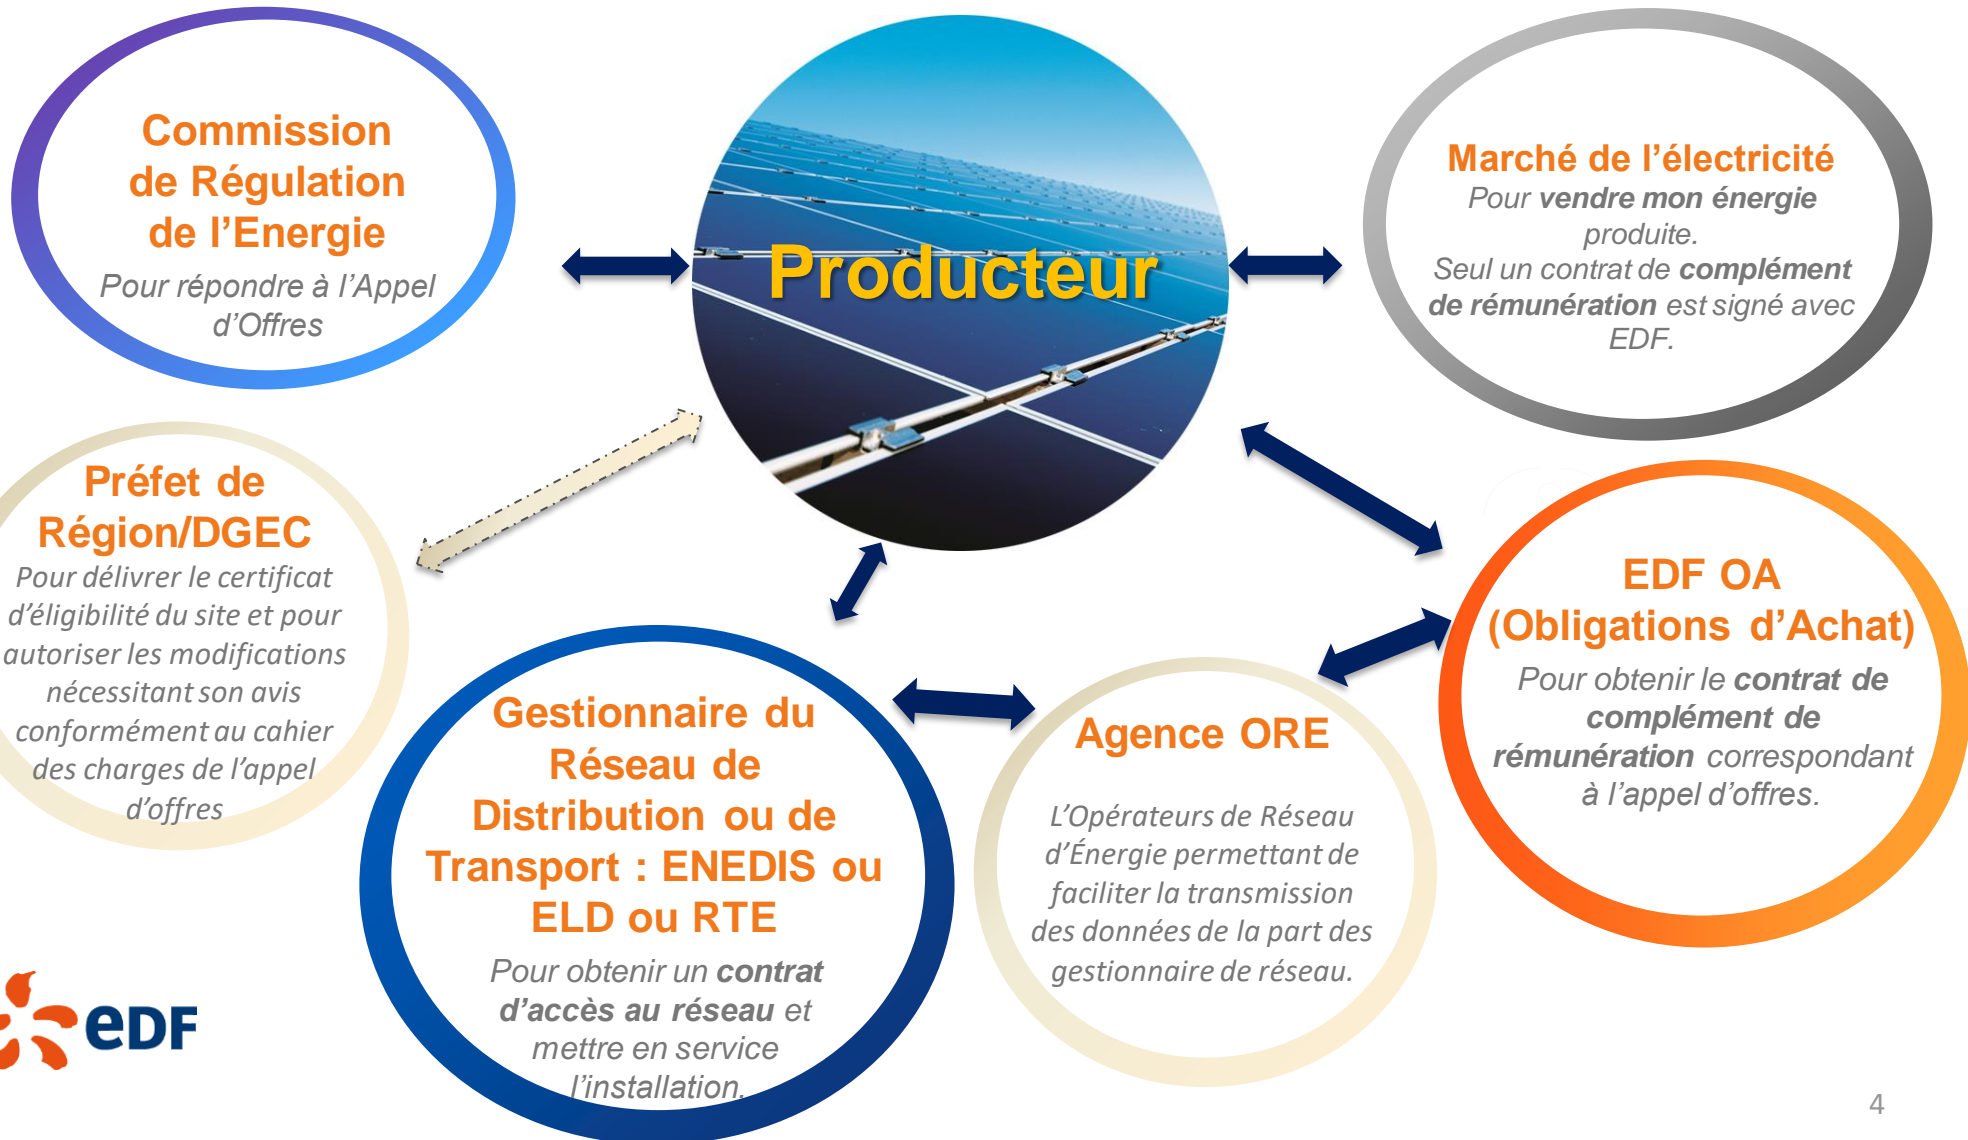 Commission
de Régulation
de l’Energie
Pour répondre à l’Appel
d’Offres
Producteur
Marché de l’électricité
Pour vendre mon énergie
produite.
Seul un contrat de complément
de rémunération est signé avec
EDF.
Préfet de
Région/DGEC
Pour délivrer le certificat
d’éligibilité du site et pour
autoriser les modifications
nécessitant son avis
conformément au cahier
des charges de l’appel
d’offres
Gestionnaire du
Réseau de
Distribution ou de
Transport : ENEDIS ou
ELD ou RTE
Pour obtenir un contrat
d’accès au réseau et
mettre en service
l’installation.
Agence ORE
L’Opérateurs de Réseau
d’Énergie permettant de
faciliter la transmission
des données de la part des
gestionnaire de réseau.
EDF OA
(Obligations d’Achat)
Pour obtenir le contrat de
complément de
rémunération correspondant
à l’appel d’offres.
eDF
4